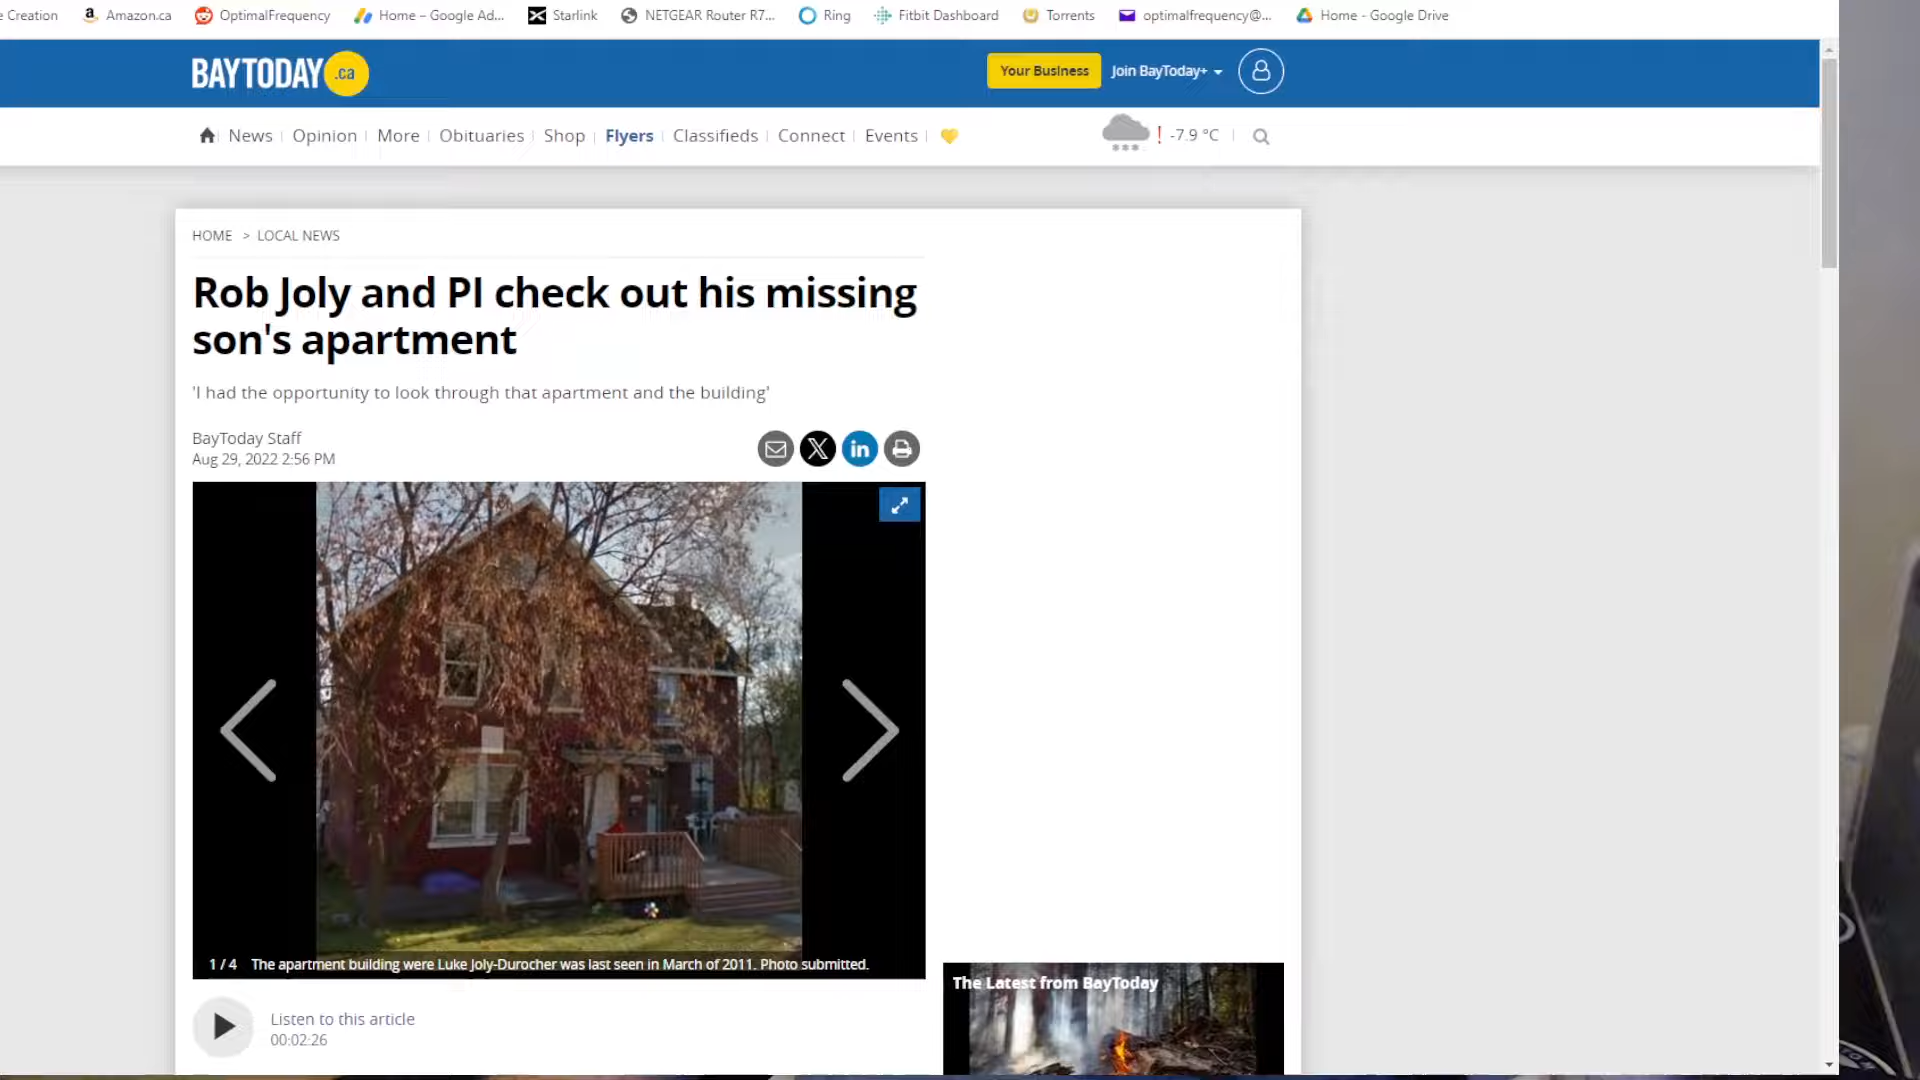 e Creation
Amazon.ca
OptimalFrequency
Home – Google Ad...
Starlink
NETGEAR Router R7...
Ring
Fitbit Dashboard
Torrents
optimalfrequency@...
Home - Google Drive
BAYTODAY.ca
Your Business
Join BayToday+
News
Opinion
More
Obituaries
Shop
Flyers
Classifieds
Connect
Events
! -7.9 °C
HOME > LOCAL NEWS
Rob Joly and PI check out his missing
son's apartment
'I had the opportunity to look through that apartment and the building'
BayToday Staff
Aug 29, 2022 2:56 PM
1 / 4 The apartment building were Luke Joly-Durocher was last seen in March of 2011. Photo submitted.
Listen to this article
00:02:26
The Latest from BayToday